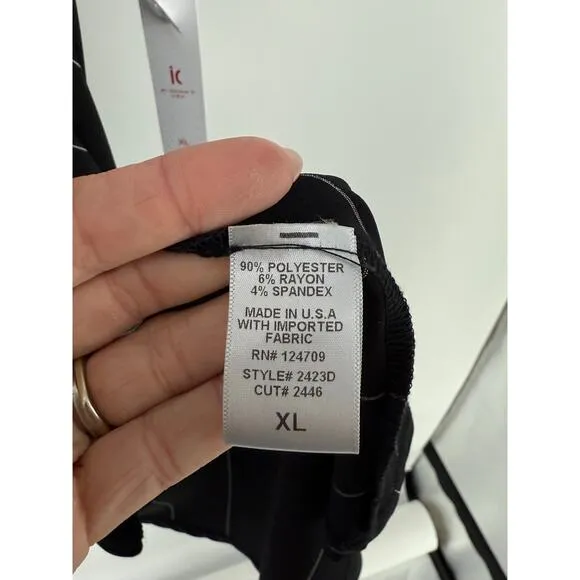 ic
XL
90% POLYESTER
6% RAYON
4% SPANDEX
MADE IN U.S.A
WITH IMPORTED
FABRIC
RN# 124709
STYLE# 2423D
CUT# 2446
XL